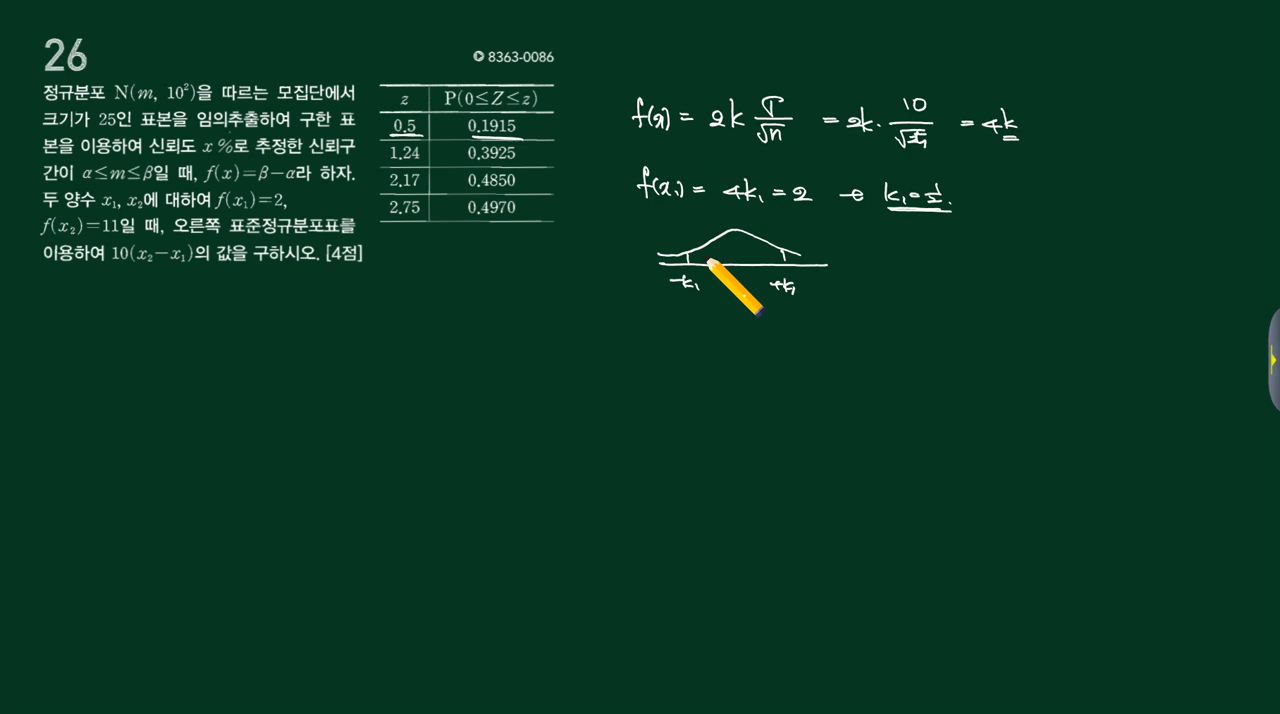 26
8363-0086
정규분포 N(m, 10²)을 따르는 모집단에서
크기가 25인 표본을 임의추출하여 구한 표
본을 이용하여 신뢰도 x %로 추정한 신뢰구
간이 α≤m≤β일 때, f(x)=β−α라 하자.
두 양수 x₁, x₂에 대하여 f(x₁)=2,
f(x₂)=11일 때, 오른쪽 표준정규분포표를
이용하여 10(x₂−x₁)의 값을 구하시오. [4점]
z P(0≤Z≤z)
0.5 0.1915
1.24 0.3925
2.17 0.4850
2.75 0.4970
f(x) = 2k σ/√n = 2k · 10/ = 4k
f(x₁) = 4k₁ = 2 → k₁ =
-k₁ +k₁